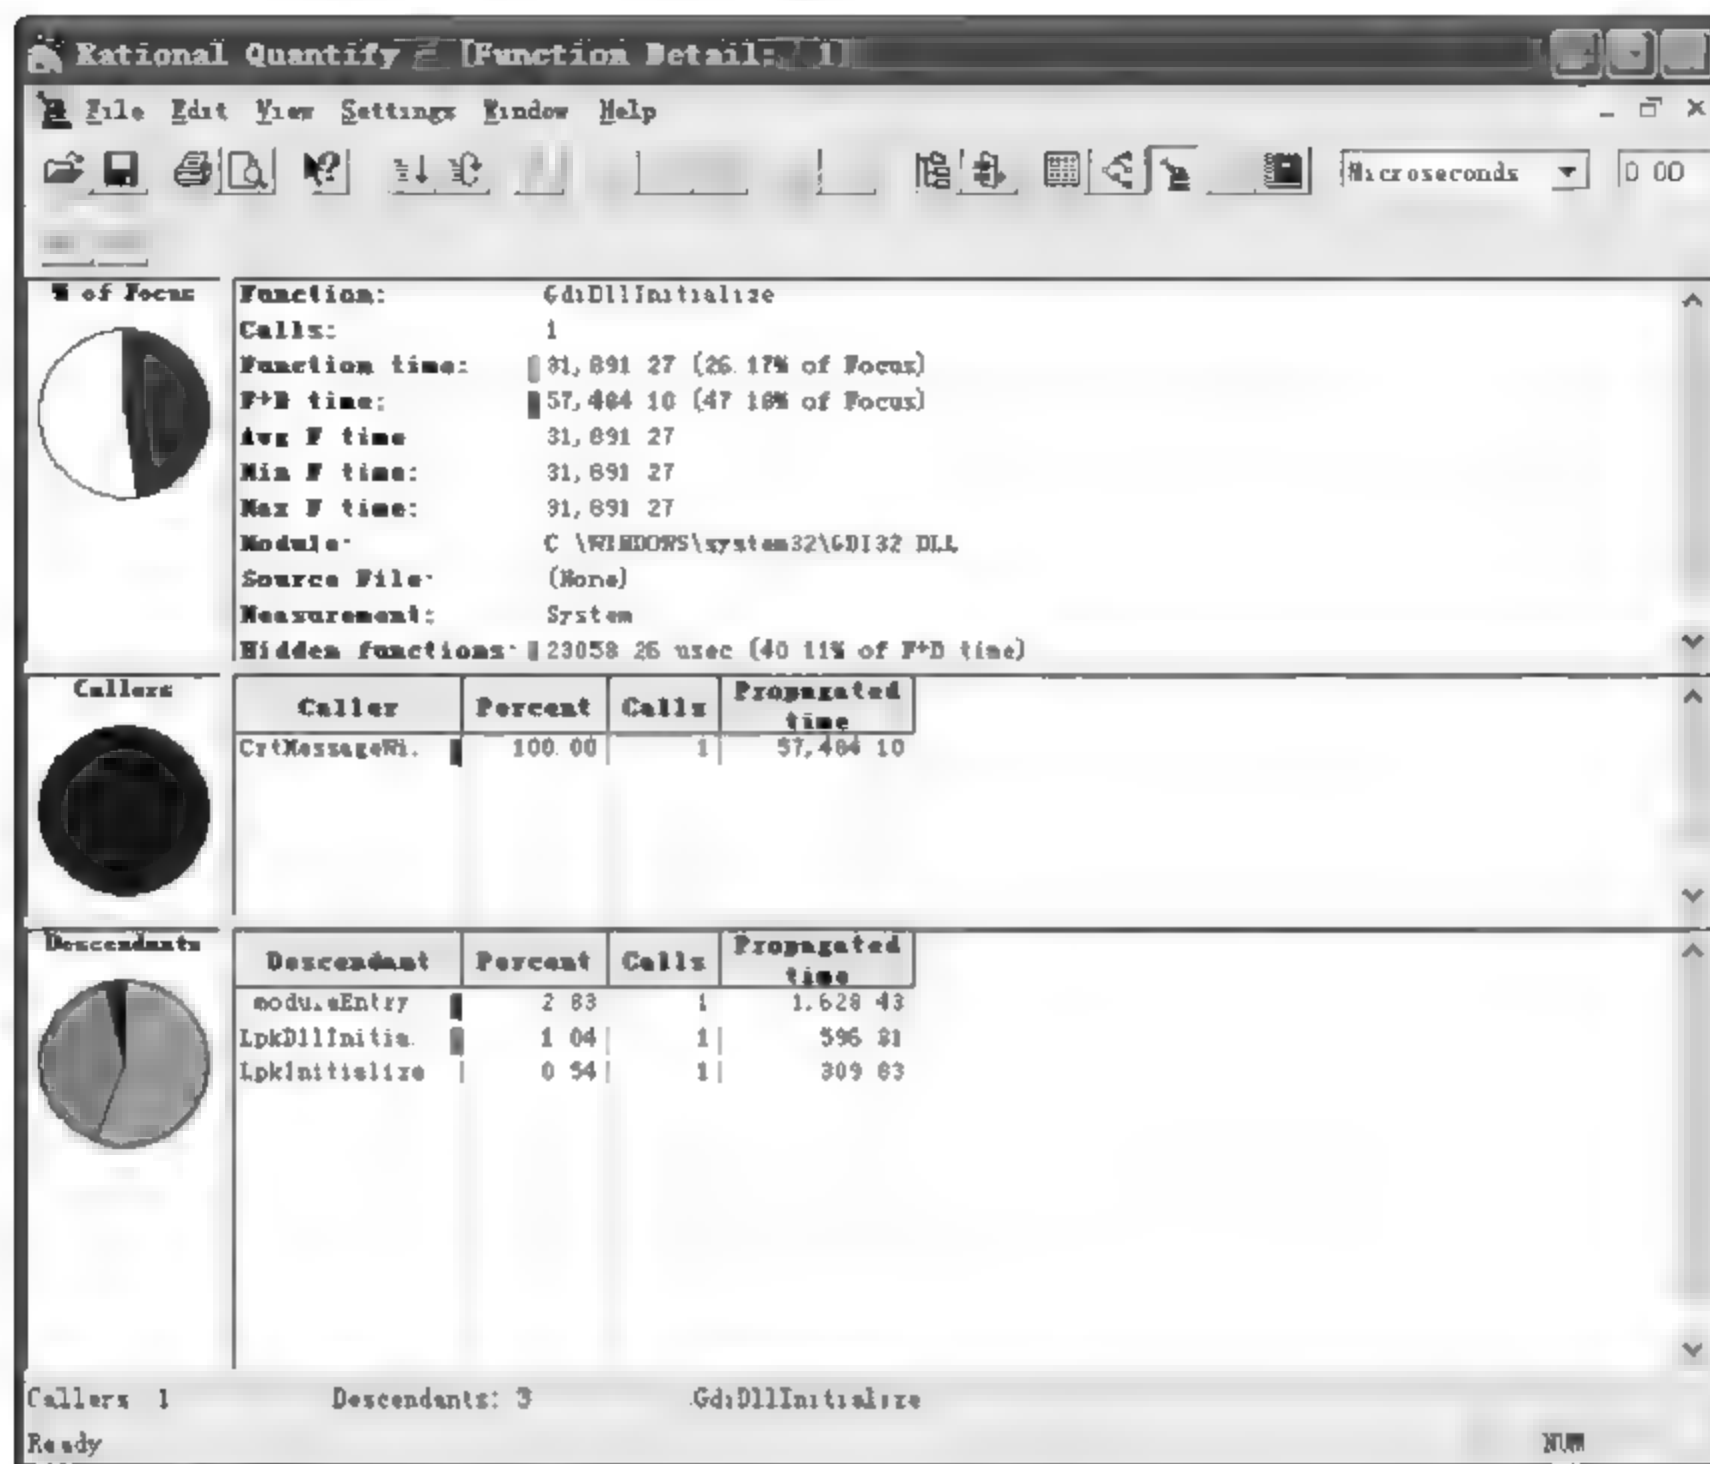 Rational Quantify - [Function Detail: 1]
File Edit View Settings Window Help
Microseconds 0.00
% of Focus
Function: GdiDllInitialize
Calls: 1
Function time: 31,891.27 (26.17% of Focus)
F+D time: 57,484.10 (47.18% of Focus)
Avg F time 31,891.27
Min F time: 31,891.27
Max F time: 31,891.27
Module: C:\WINDOWS\system32\GDI32.DLL
Source File: (None)
Measurement: System
Hidden functions: 23058.26 usec (40.11% of F+D time)
Callers
Caller Percent Calls Propagated time
CrtMessageWi. 100.00 1 57,484.10
Descendants
Descendant Percent Calls Propagated time
moduleEntry 2.83 1 1,628.43
LpkDllInitia. 1.04 1 596.81
LpkInitialize 0.54 1 309.83
Callers 1 Descendants: 3 .GdiDllInitialize
Ready NUM